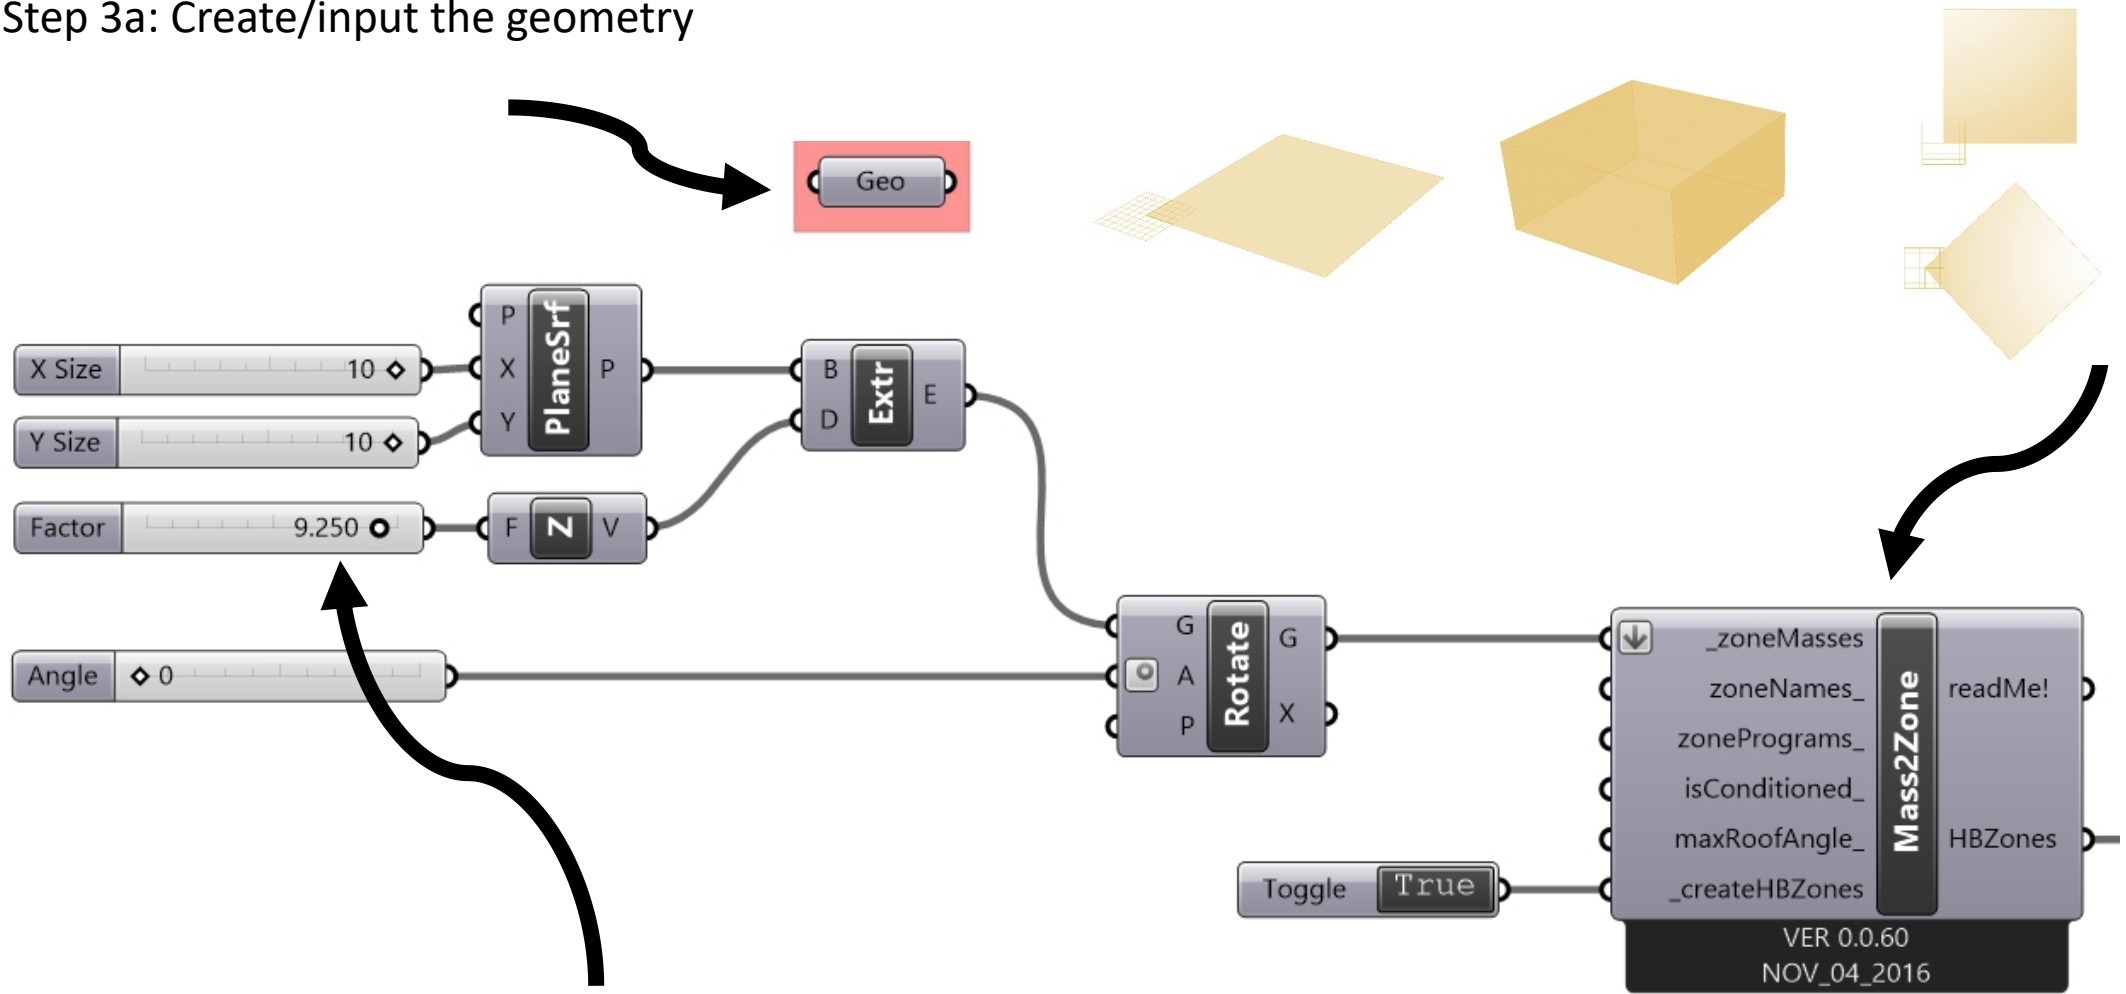 Step 3a: Create/input the geometry
Geo
X Size 10
Y Size 10
Factor 9.250
Angle 0
P
X
Y
PlaneSrf
P
F
Z
V
B
D
Extr
E
G
A
P
Rotate
G
X
Toggle True
_zoneMasses
zoneNames_
zonePrograms_
isConditioned_
maxRoofAngle_
_createHBZones
Mass2Zone
readMe!
HBZones
VER 0.0.60
NOV_04_2016